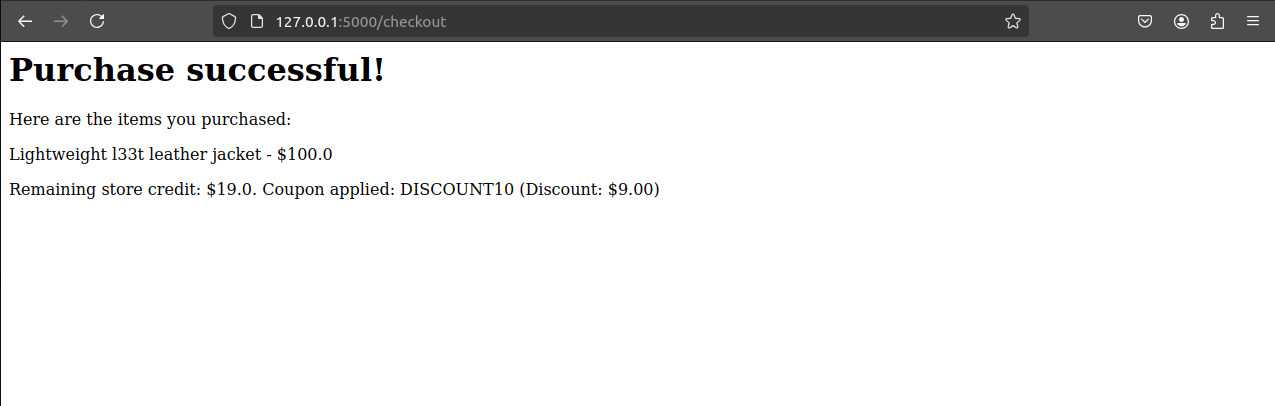 127.0.0.1:5000/checkout
Purchase successful!
Here are the items you purchased:
Lightweight l33t leather jacket - $100.0
Remaining store credit: $19.0. Coupon applied: DISCOUNT10 (Discount: $9.00)